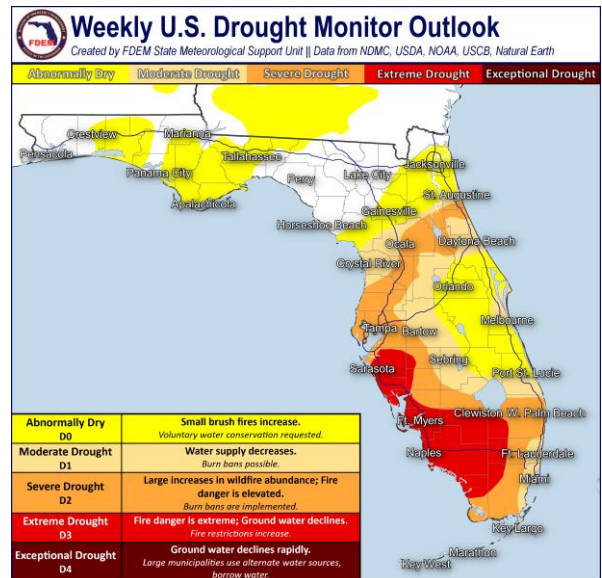 FDEM
Weekly U.S. Drought Monitor Outlook
Created by FDEM State Meteorological Support Unit || Data from NDMC, USDA, NOAA, USCB, Natural Earth
Abnormally Dry Moderate Drought Severe Drought Extreme Drought Exceptional Drought
Crestview
Marianna
Pensacola
Tallahassee
Jacksonville
Panama City
Perry
Lake City
St. Augustine
Apalachicola
Gainesville
Horseshoe Beach
Ocala
Daytona Beach
Crystal River
Orlando
Melbourne
Tampa
Bartow
Sebring
Sarasota
Port St. Lucie
Clewiston
W. Palm Beach
Ft. Myers
Naples
Ft. Lauderdale
Miami
Key Largo
Marathon
Key West
Abnormally Dry
D0
Small brush fires increase.
Voluntary water conservation requested.
Moderate Drought
D1
Water supply decreases.
Burn bans possible.
Severe Drought
D2
Large increases in wildfire abundance; Fire
danger is elevated.
Burn bans are implemented.
Extreme Drought
D3
Fire danger is extreme; Ground water declines.
Fire restrictions increase.
Exceptional Drought
D4
Ground water declines rapidly.
Large municipalities use alternate water sources,
borrow water.